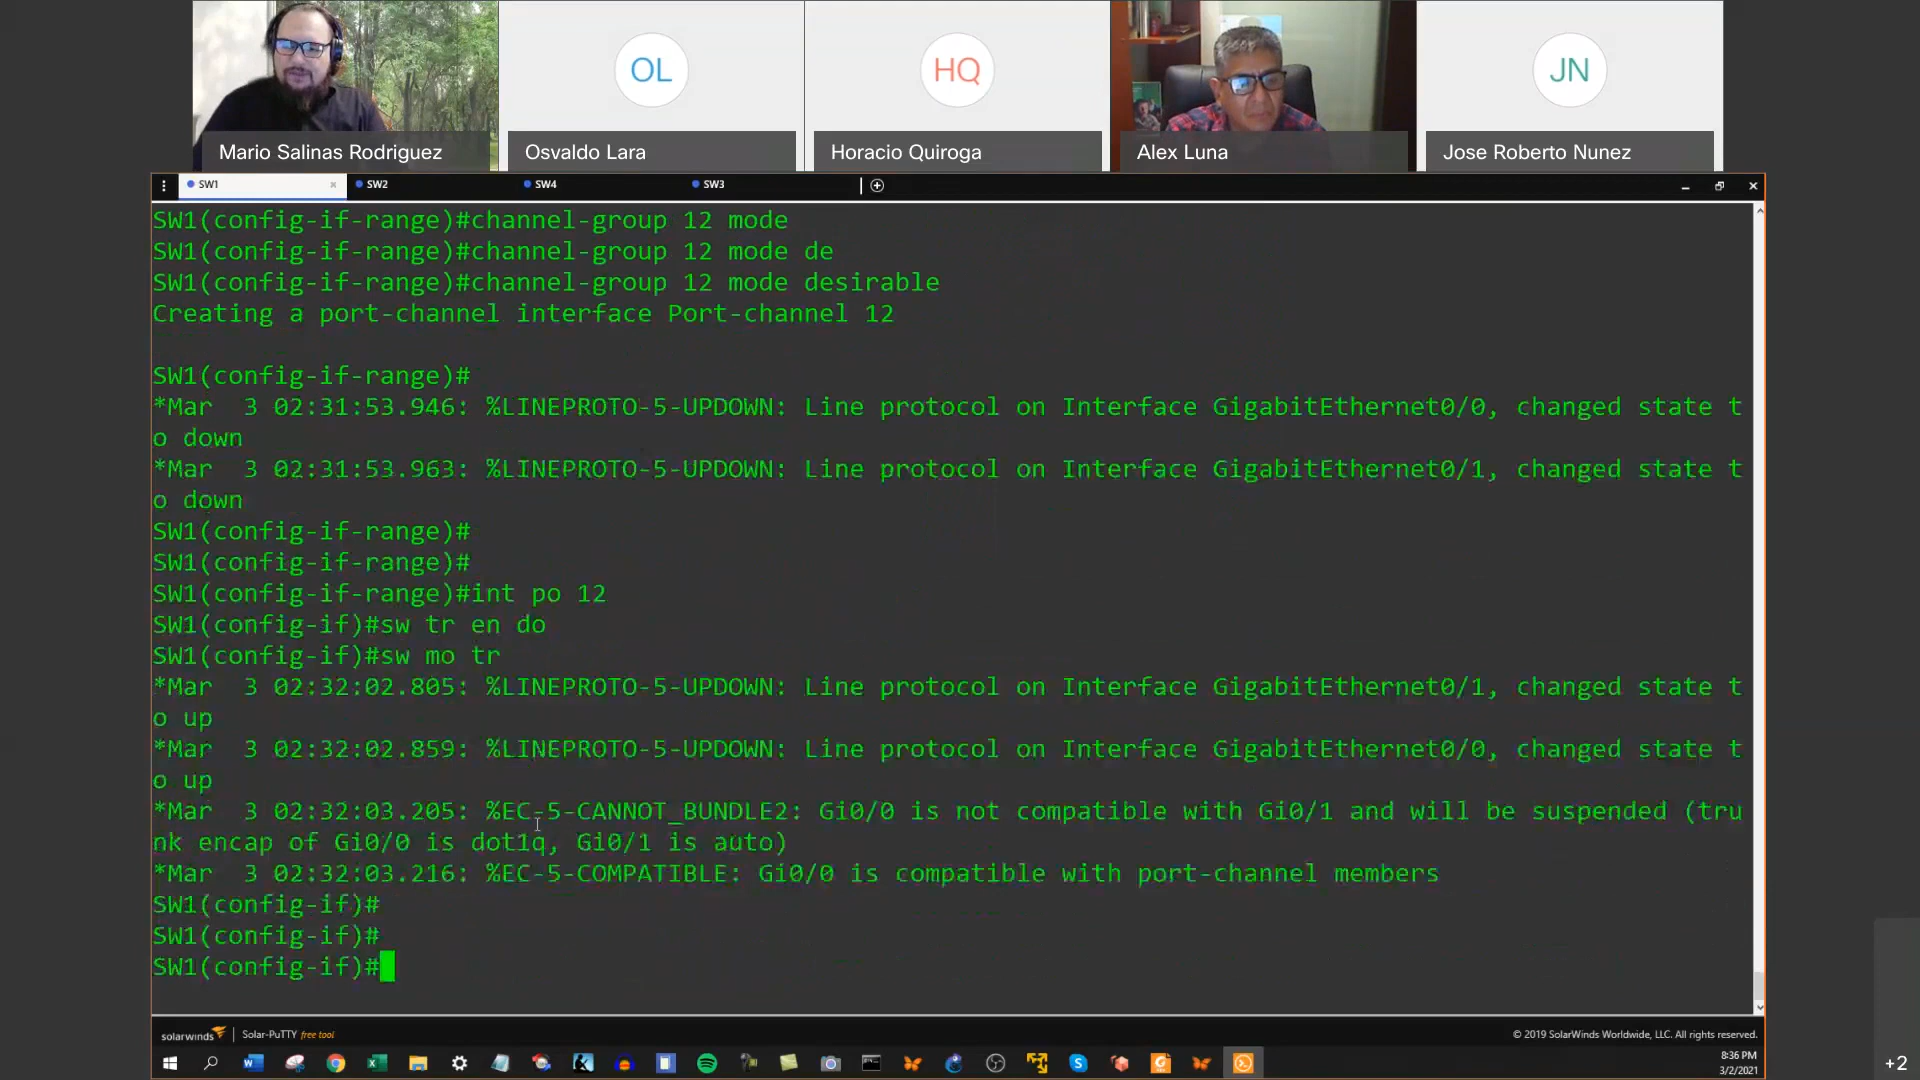 OL
HQ
JN
Mario Salinas Rodriguez
Osvaldo Lara
Horacio Quiroga
Alex Luna
Jose Roberto Nunez
SW1
SW2
SW4
SW3
SW1(config-if-range)#channel-group 12 mode
SW1(config-if-range)#channel-group 12 mode de
SW1(config-if-range)#channel-group 12 mode desirable
Creating a port-channel interface Port-channel 12
SW1(config-if-range)#
*Mar  3 02:31:53.946: %LINEPROTO-5-UPDOWN: Line protocol on Interface GigabitEthernet0/0, changed state t
o down
*Mar  3 02:31:53.963: %LINEPROTO-5-UPDOWN: Line protocol on Interface GigabitEthernet0/1, changed state t
o down
SW1(config-if-range)#
SW1(config-if-range)#
SW1(config-if-range)#int po 12
SW1(config-if)#sw tr en do
SW1(config-if)#sw mo tr
*Mar  3 02:32:02.805: %LINEPROTO-5-UPDOWN: Line protocol on Interface GigabitEthernet0/1, changed state t
o up
*Mar  3 02:32:02.859: %LINEPROTO-5-UPDOWN: Line protocol on Interface GigabitEthernet0/0, changed state t
o up
*Mar  3 02:32:03.205: %EC-5-CANNOT_BUNDLE2: Gi0/0 is not compatible with Gi0/1 and will be suspended (tru
nk encap of Gi0/0 is dot1q, Gi0/1 is auto)
*Mar  3 02:32:03.216: %EC-5-COMPATIBLE: Gi0/0 is compatible with port-channel members
SW1(config-if)#
SW1(config-if)#
SW1(config-if)#
solarwinds Solar-PuTTY free tool
© 2019 SolarWinds Worldwide, LLC. All rights reserved.
8:36 PM
3/2/2021
+2